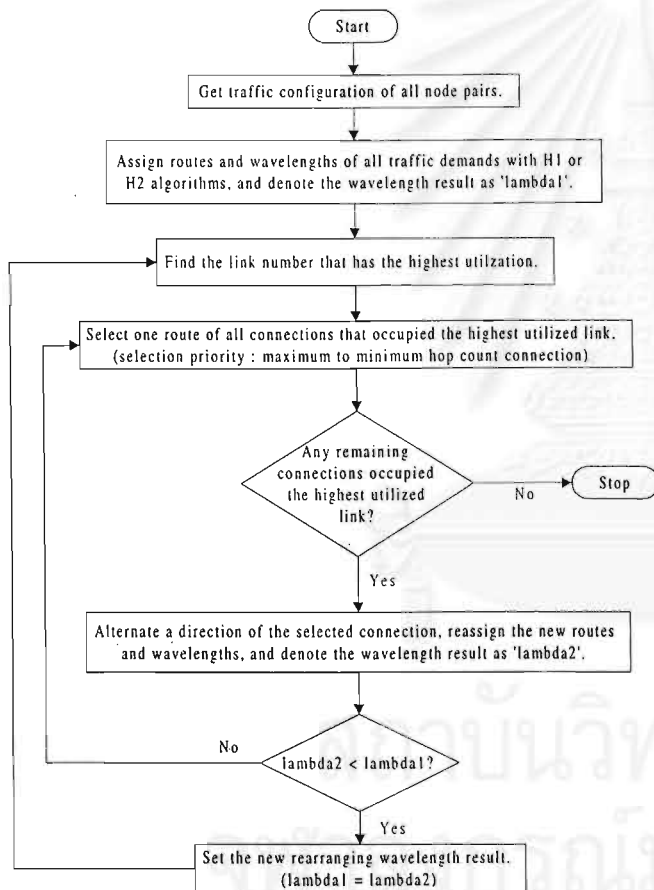 Start
Get traffic configuration of all node pairs.
Assign routes and wavelengths of all traffic demands with H1 or
H2 algorithms, and denote the wavelength result as 'lambda1'.
Find the link number that has the highest utilzation.
Select one route of all connections that occupied the highest utilized link.
(selection priority : maximum to minimum hop count connection)
Any remaining
connections occupied
the highest utilized
link?
No
Stop
Yes
Alternate a direction of the selected connection, reassign the new routes
and wavelengths, and denote the wavelength result as 'lambda2'.
No
lambda2 < lambda1?
Yes
Set the new rearranging wavelength result.
(lambda1 = lambda2)